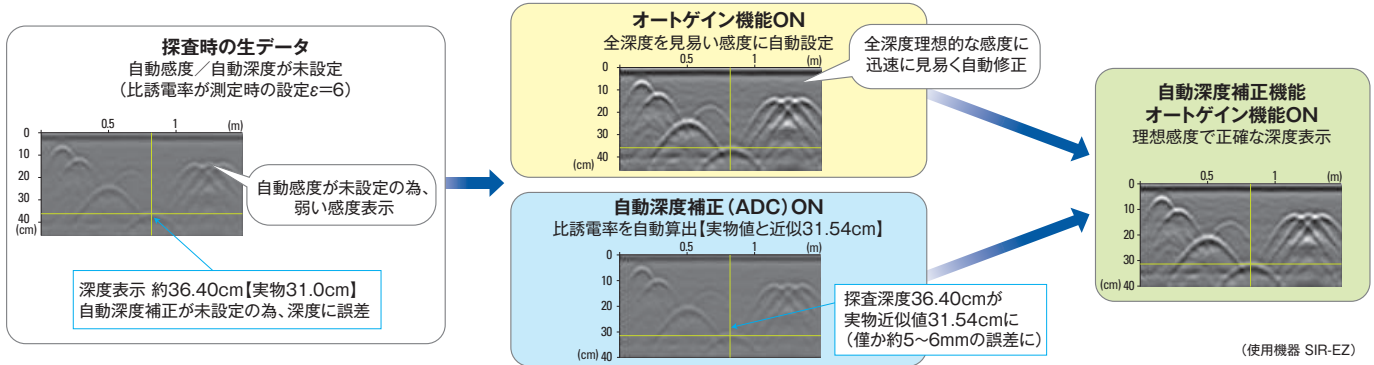 探査時の生データ
自動感度／自動深度が未設定
（比誘電率が測定時の設定ε=6）
0.5 1 (m)
0
10
20
30
40
(cm)
自動感度が未設定の為、
弱い感度表示
深度表示 約36.40cm【実物31.0cm】
自動深度補正が未設定の為、深度に誤差
オートゲイン機能ON
全深度を見易い感度に自動設定
0.5 1 (m)
0
10
20
30
(cm) 40
全深度理想的な感度に
迅速に見易く自動修正
自動深度補正（ADC）ON
比誘電率を自動算出【実物値と近似31.54cm】
0.5 1 (m)
0
10
20
30
(cm) 40
探査深度36.40cmが
実物近似値31.54cmに
（僅か約5～6mmの誤差に）
自動深度補正機能
オートゲイン機能ON
理想感度で正確な深度表示
0.5 1 (m)
0
10
20
30
(cm) 40
（使用機器 SIR-EZ）